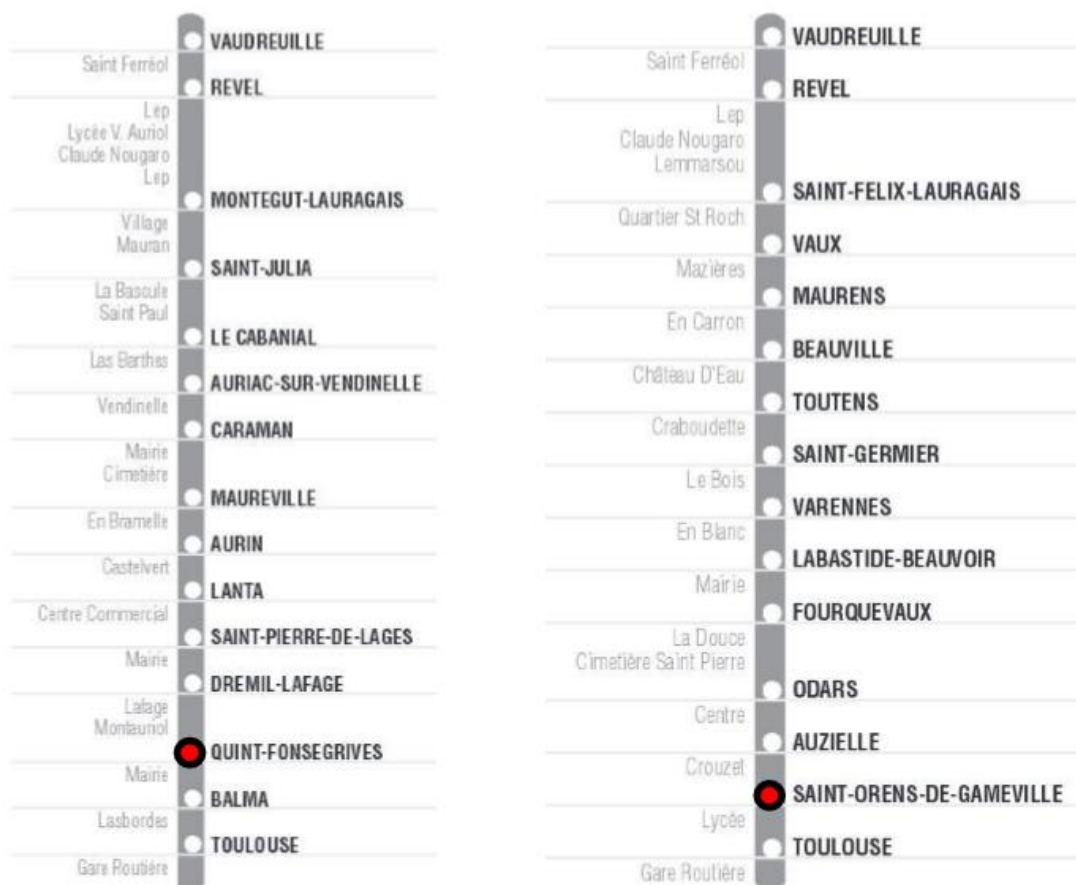 VAUDREUILLE
Saint Ferréol
REVEL
Lep
Lycée V. Auriol
Claude Nougaro
Lep
MONTEGUT-LAURAGAIS
Village
Mauran
SAINT-JULIA
La Bascule
Saint Paul
LE CABANIAL
Les Barthes
AURIAC-SUR-VENDINELLE
Vendinelle
CARAMAN
Mairie
Cimetière
MAUREVILLE
En Bramelle
AURIN
Castelvert
LANTA
Centre Commercial
SAINT-PIERRE-DE-LAGES
Mairie
DREMIL-LAFAGE
Lafage
Montauriol
QUINT-FONSEGRIVES
Mairie
BALMA
Lasbordes
TOULOUSE
Gare Routière
VAUDREUILLE
Saint Ferréol
REVEL
Lep
Claude Nougaro
Lemmarsou
SAINT-FELIX-LAURAGAIS
Quartier St Roch
VAUX
Mazières
MAURENS
En Carron
BEAUVILLE
Château D'Eau
TOUTENS
Craboudette
SAINT-GERMIER
Le Bois
VARENNES
En Blanc
LABASTIDE-BEAUVOIR
Mairie
FOURQUEVAUX
La Douce
Cimetière Saint Pierre
ODARS
Centre
AUZIELLE
Crouzet
SAINT-ORENS-DE-GAMEVILLE
Lycée
TOULOUSE
Gare Routière